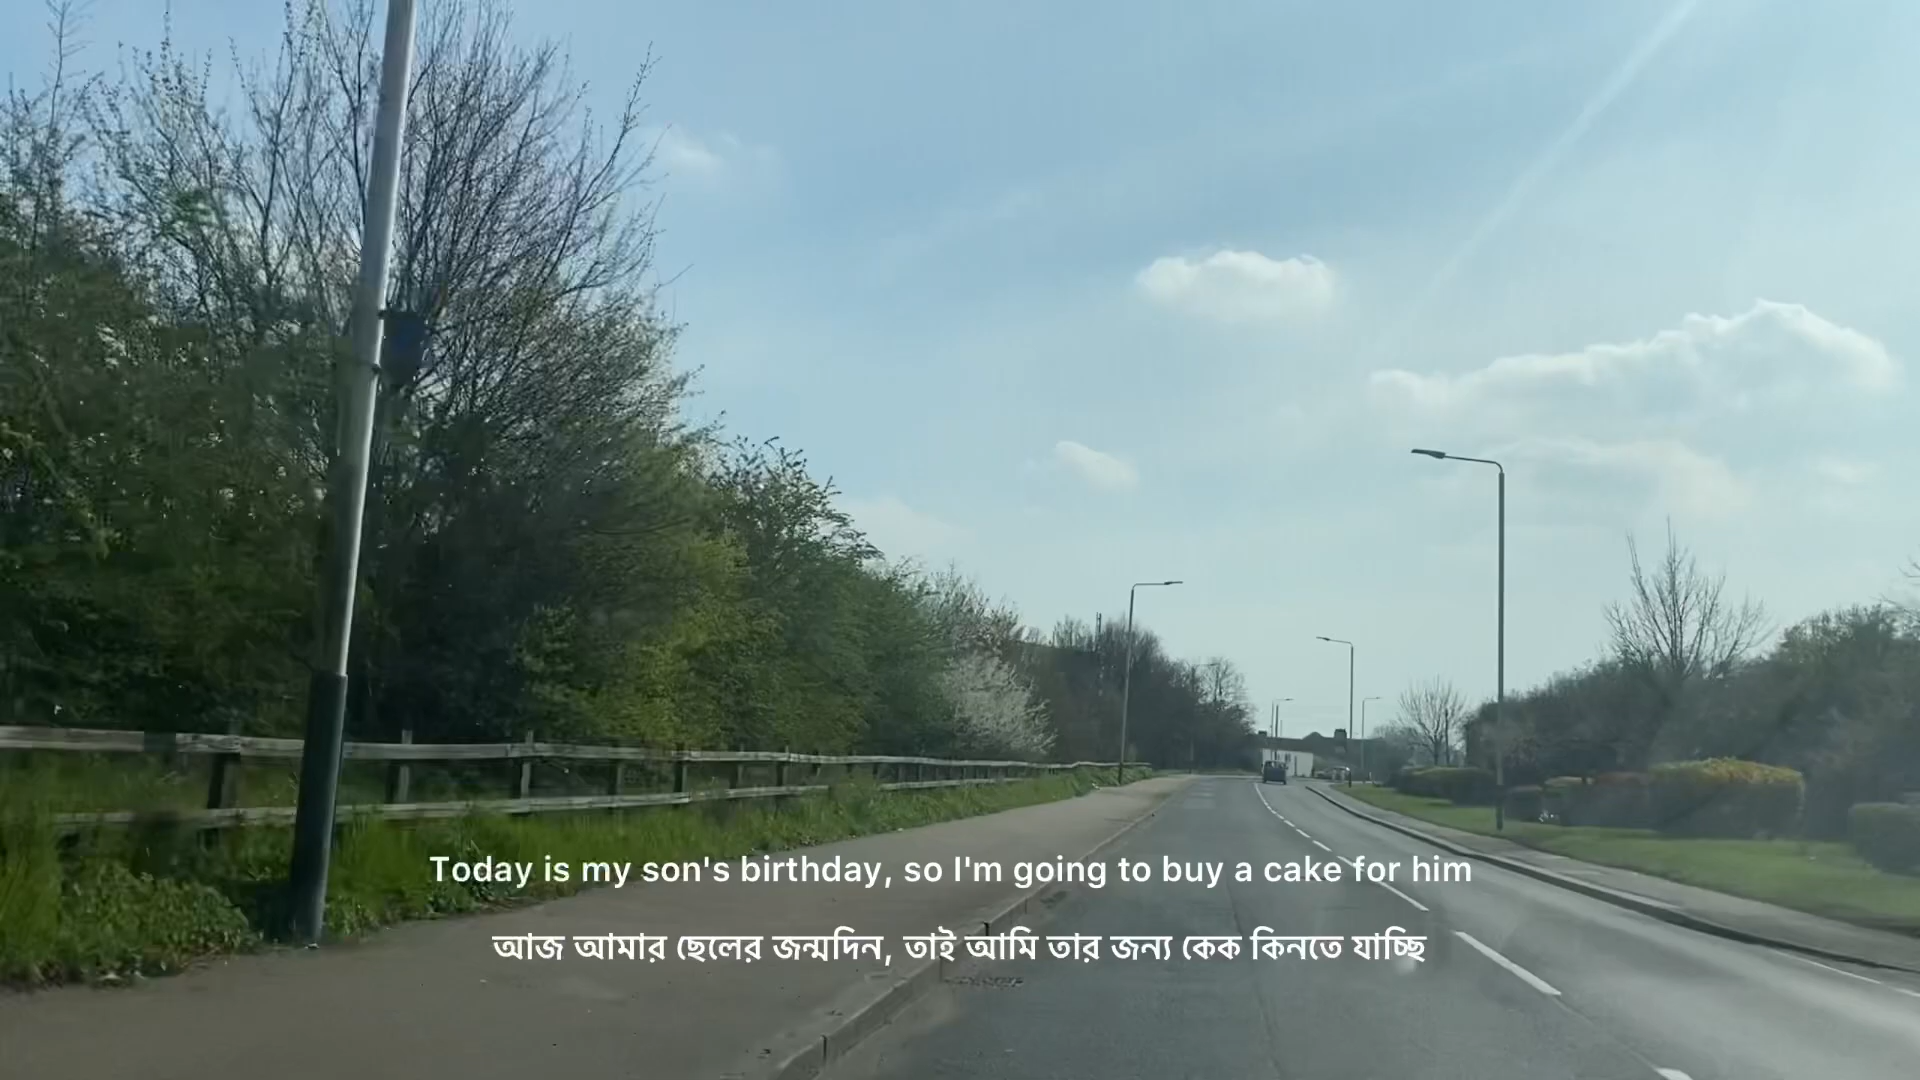 Today is my son's birthday, so I'm going to buy a cake for him
আজ আমার ছেলের জন্মদিন, তাই আমি তার জন্য কেক কিনতে যাচ্ছি